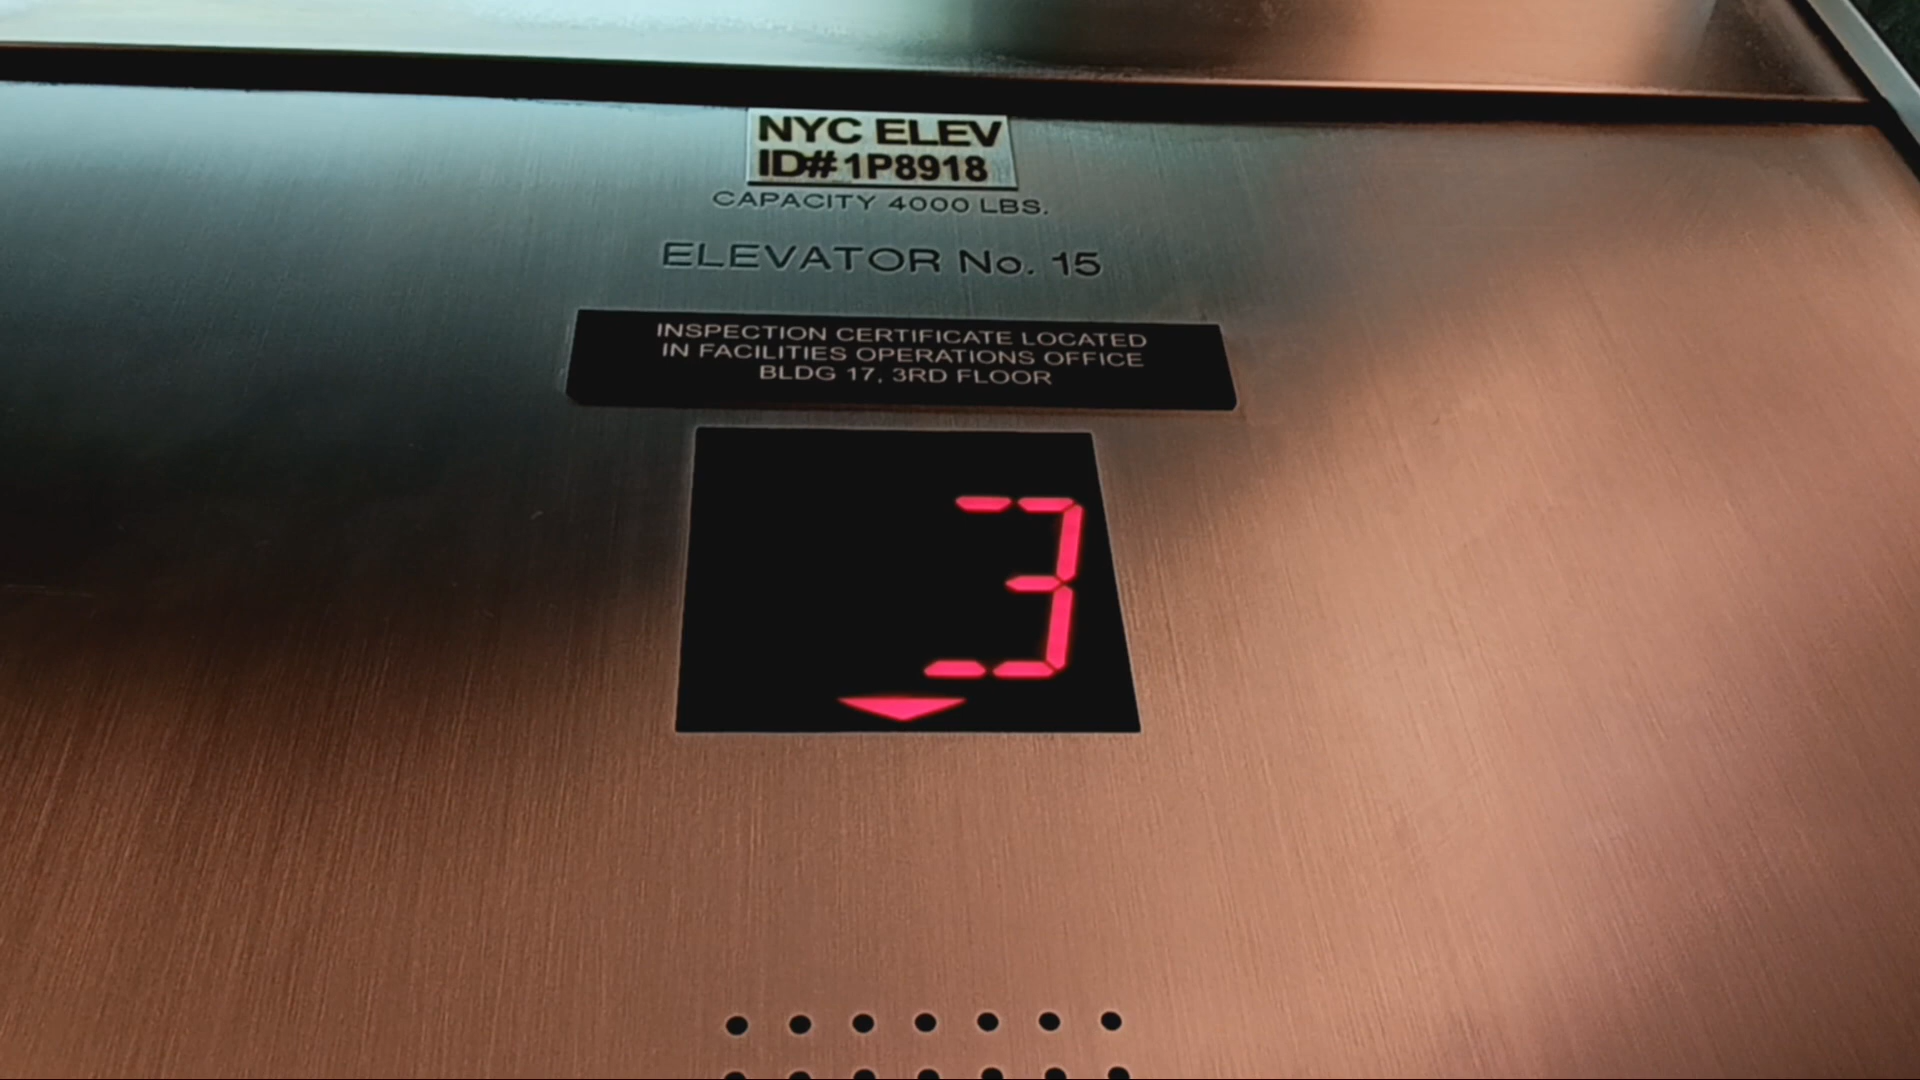 NYC ELEV
ID# 1P8918
CAPACITY 4000 LBS.
ELEVATOR No. 15
INSPECTION CERTIFICATE LOCATED
IN FACILITIES OPERATIONS OFFICE
BLDG 17, 3RD FLOOR
3